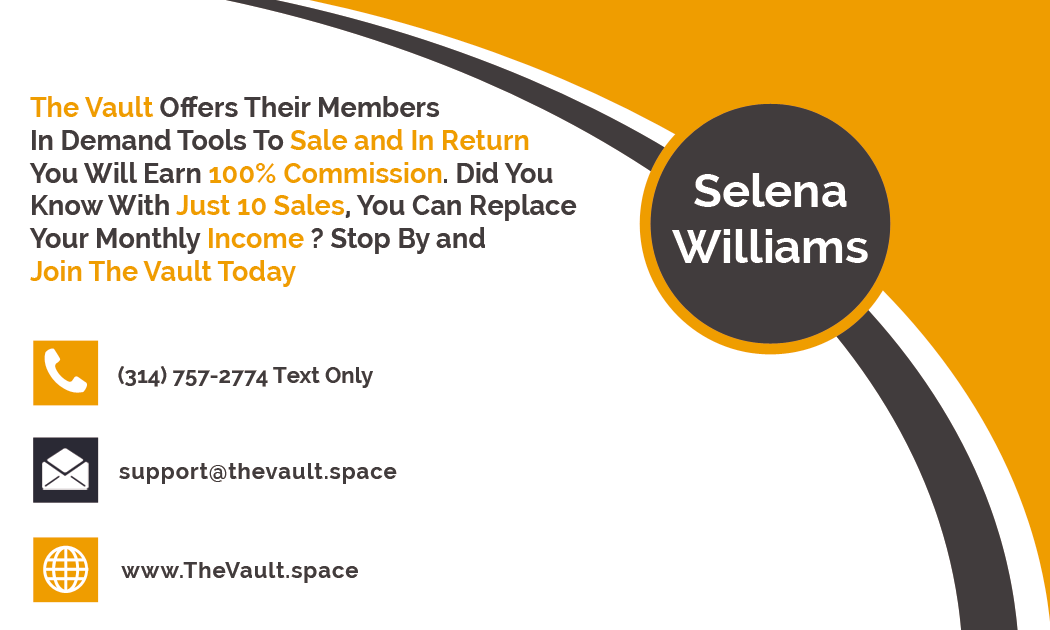 The Vault Offers Their Members
In Demand Tools To Sale and In Return
You Will Earn 100% Commission. Did You
Know With Just 10 Sales, You Can Replace
Your Monthly Income ? Stop By and
Join The Vault Today
Selena
Williams
(314) 757-2774 Text Only
support@thevault.space
www.TheVault.space